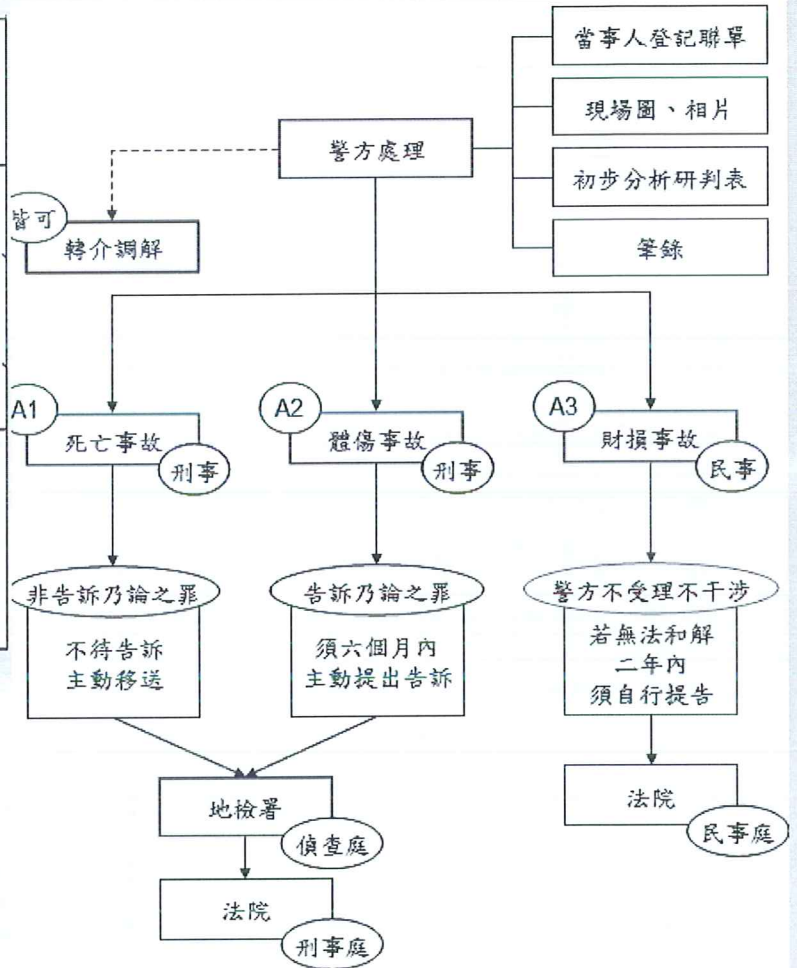 當事人登記聯單
現場圖、相片
警方處理
初步分析研判表
皆可
轉介調解
筆錄
A1
死亡事故
刑事
A2
體傷事故
刑事
A3
財損事故
民事
非告訴乃論之罪
不待告訴
主動移送
告訴乃論之罪
須六個月內
主動提出告訴
警方不受理不干涉
若無法和解
二年內
須自行提告
地檢署
偵查庭
法院
刑事庭
法院
民事庭